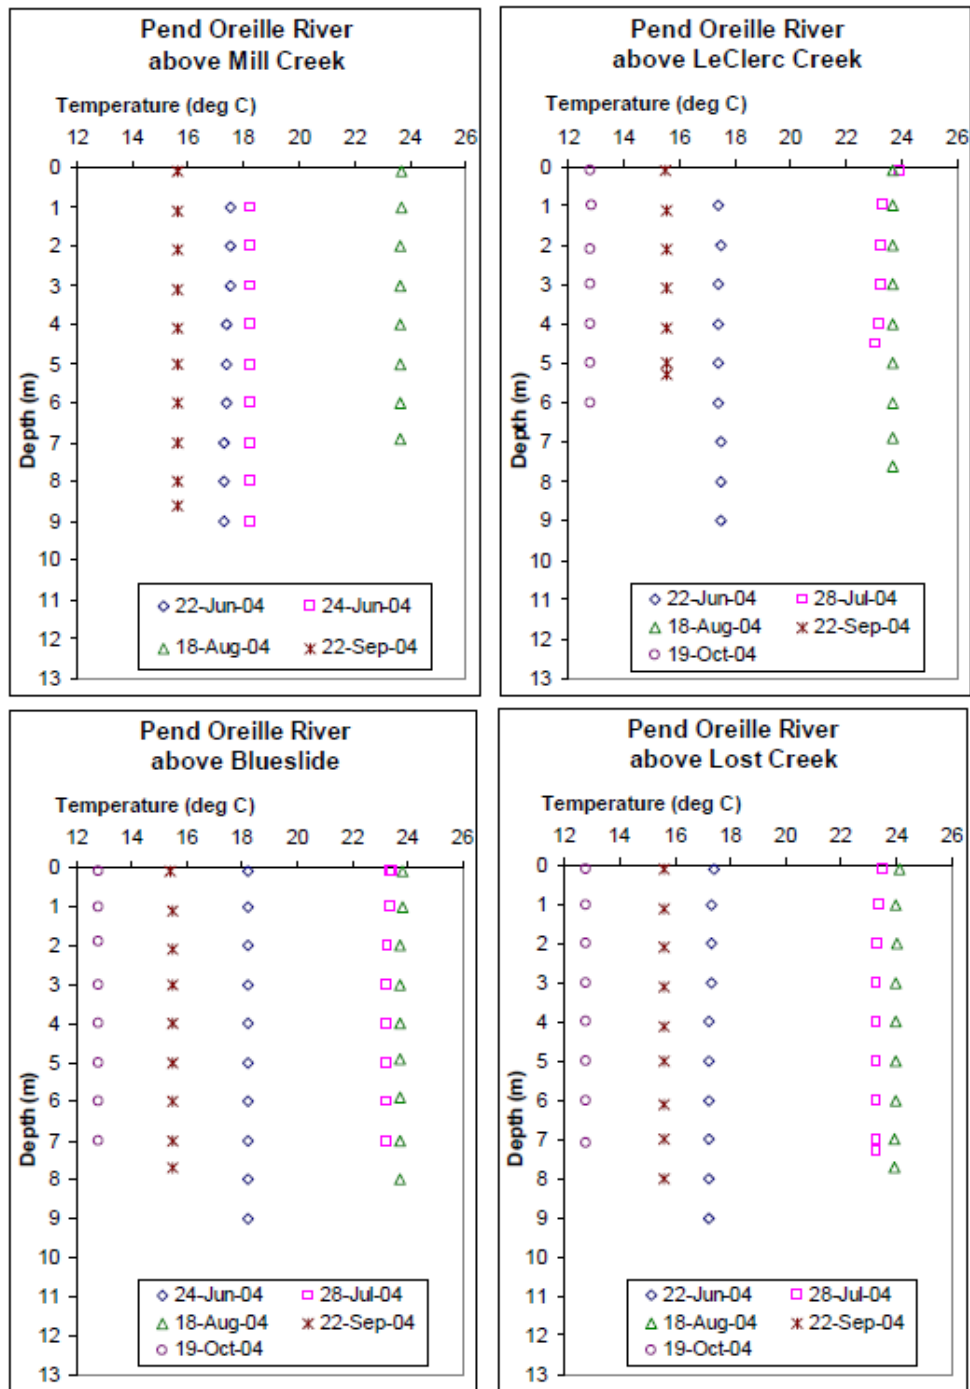 Pend Oreille River
above Mill Creek
Temperature (deg C)
12 14 16 18 20 22 24 26
0
1
2
3
4
5
6
7
8
9
10
11
12
13
Depth (m)
22-Jun-04 24-Jun-04
18-Aug-04 22-Sep-04
Pend Oreille River
above LeClerc Creek
Temperature (deg C)
12 14 16 18 20 22 24 26
0
1
2
3
4
5
6
7
8
9
10
11
12
13
Depth (m)
22-Jun-04 28-Jul-04
18-Aug-04 22-Sep-04
19-Oct-04
Pend Oreille River
above Blueslide
Temperature (deg C)
12 14 16 18 20 22 24 26
0
1
2
3
4
5
6
7
8
9
10
11
12
13
Depth (m)
24-Jun-04 28-Jul-04
18-Aug-04 22-Sep-04
19-Oct-04
Pend Oreille River
above Lost Creek
Temperature (deg C)
12 14 16 18 20 22 24 26
0
1
2
3
4
5
6
7
8
9
10
11
12
13
Depth (m)
22-Jun-04 28-Jul-04
18-Aug-04 22-Sep-04
19-Oct-04